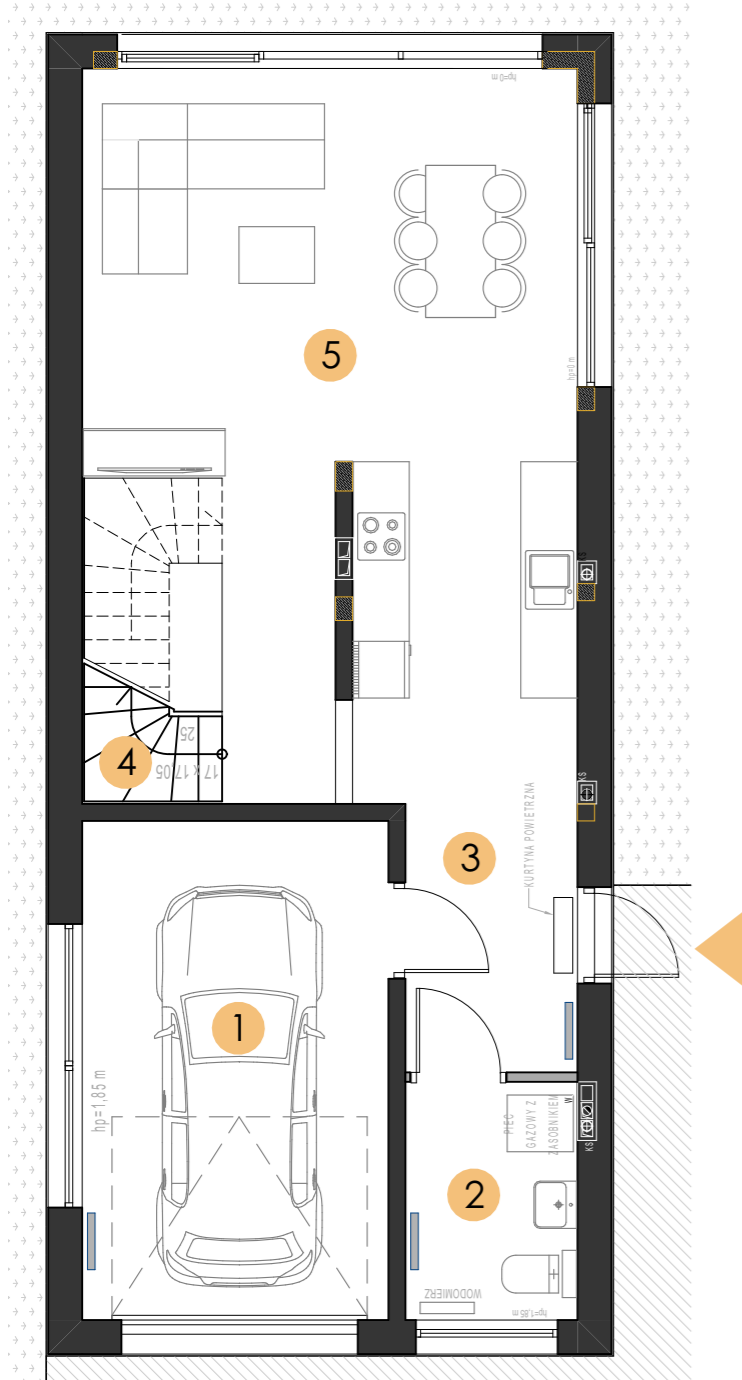 hp=0 m
5
hp=0 m
KS
25
17 x 17,05
4
KS
3
KURTYNA POWIETRZNA
1
hp=1,85 m
PIEC
GAZOWY Z
ZASOBNIKIEM
W
KS
2
WODOMIERZ
hp=1,85 m